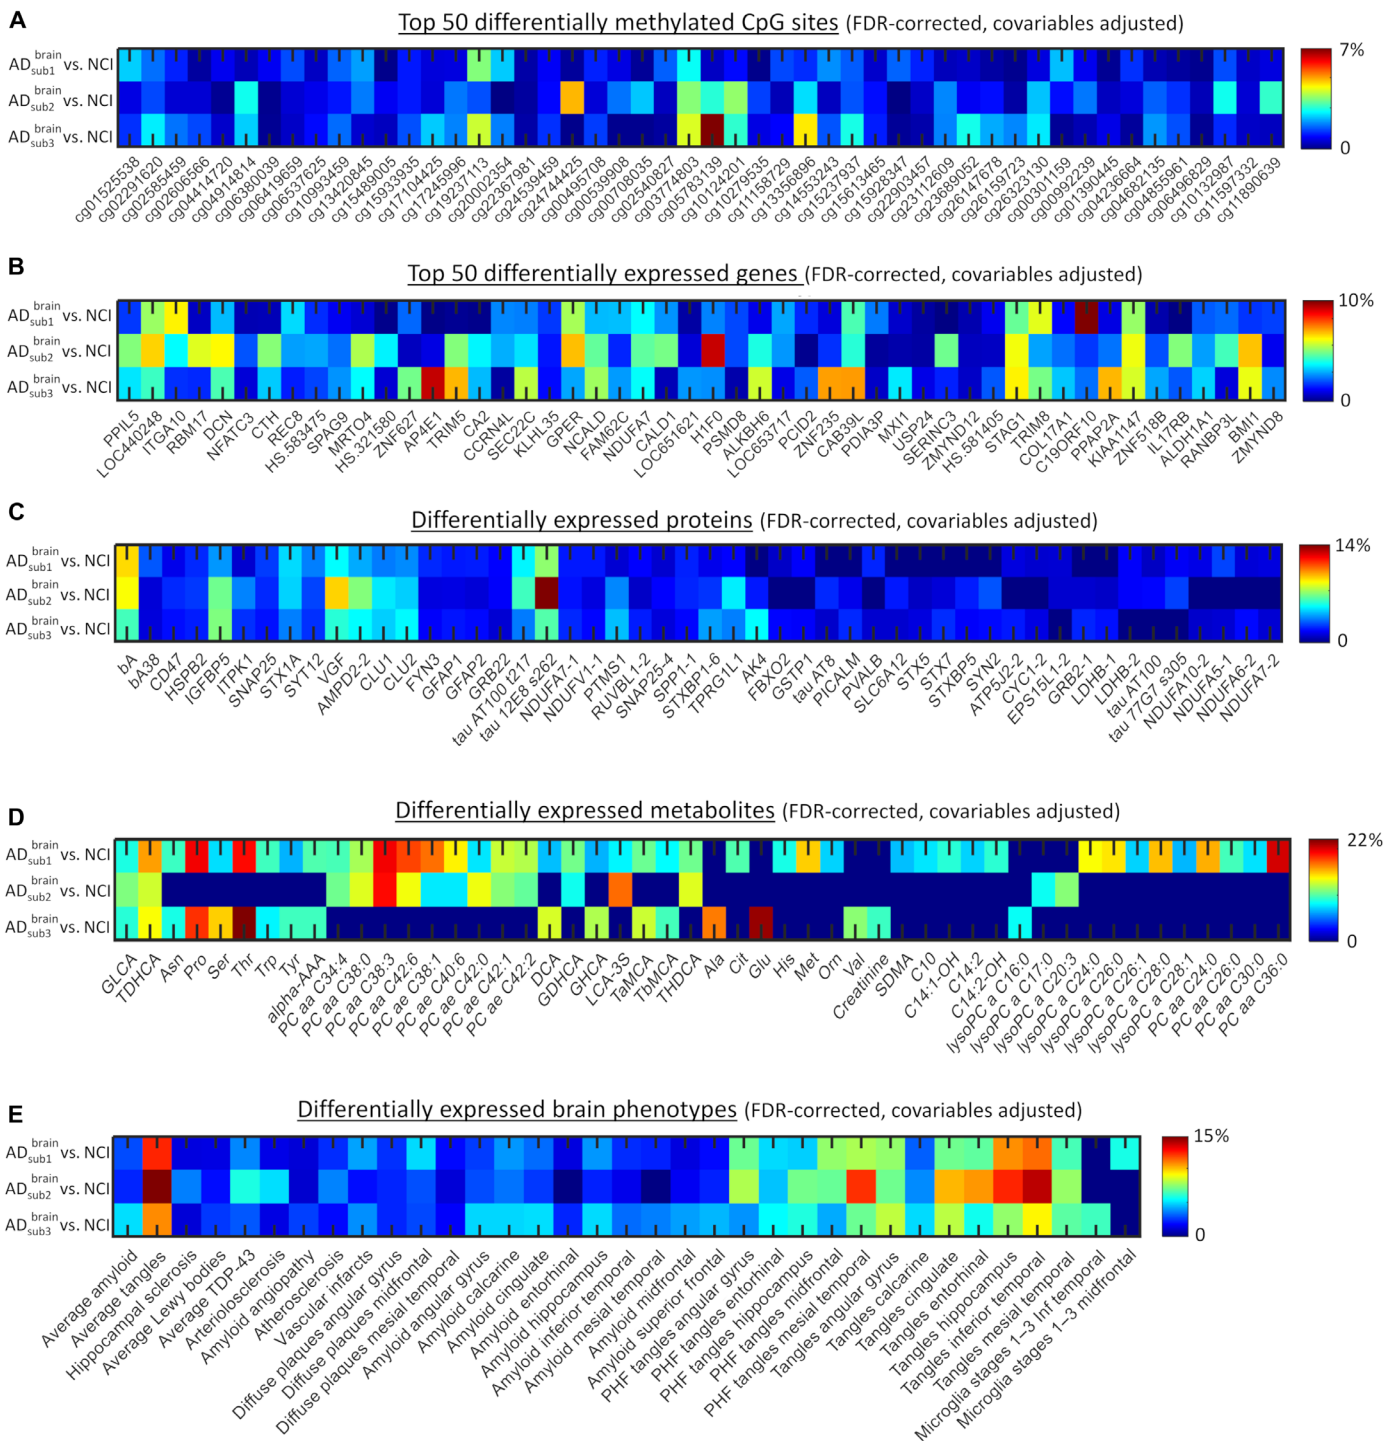 A
Top 50 differentially methylated CpG sites (FDR-corrected, covariables adjusted)
AD brain sub1 vs. NCI
AD brain sub2 vs. NCI
AD brain sub3 vs. NCI
7%
0
cg01525538
cg02291620
cg02585459
cg02606566
cg04414720
cg04914814
cg06380039
cg06419659
cg06537625
cg10993459
cg13420845
cg154890005
cg15933935
cg17104425
cg172459996
cg19237113
cg20002354
cg22367981
cg24539459
cg24744425
cg00495708
cg00539908
cg00708035
cg02540827
cg03774803
cg05783139
cg10124201
cg10279535
cg11158729
cg13356896
cg14553243
cg15237937
cg15613465
cg15928347
cg22903457
cg23112609
cg23689052
cg26147678
cg26159723
cg26323130
cg00301159
cg00992239
cg01390445
cg04236664
cg04682135
cg04855961
cg06496829
cg10132987
cg11597332
cg11890639
B
Top 50 differentially expressed genes (FDR-corrected, covariables adjusted)
AD brain sub1 vs. NCI
AD brain sub2 vs. NCI
AD brain sub3 vs. NCI
10%
0
PPIL5
LOC440248
ITGA10
RBM17
DCN
NFATC3
CTH
REC8
HS.583475
SPAG9
MRTO4
HS.321580
ZNF627
AP4E1
TRIM5
CA2
CCRN4L
SEC22C
KLHL35
GPER
NCALD
FAM62C
NDUFA7
CALD1
LOC651621
H1F0
PSMD8
ALKBH6
LOC653717
PCID2
ZNF235
CAB39L
PDIA3P
MXI1
USP24
SERINC3
ZMYND12
HS.581405
STAG1
TRIM8
COL17A1
C19ORF10
PPAP2A
KIAA1147
ZNF518B
IL17RB
ALDH1A1
RANBP3L
BMI1
ZMYND8
C
Differentially expressed proteins (FDR-corrected, covariables adjusted)
AD brain sub1 vs. NCI
AD brain sub2 vs. NCI
AD brain sub3 vs. NCI
14%
0
bA
bA38
CD47
HSPB2
IGFBP5
ITPK1
SNAP25
STX1A
SYT12
VGF
AMPD2-2
CLU1
CLU2
FYN3
GFAP1
GFAP2
GRB22
tau AT100 t217
tau 12E8 s262
NDUFA7-1
NDUFV1-1
PTMS1
RUVBL1-2
SNAP25-4
SPP1-1
STXBP1-6
TPRG1L1
AK4
FBXO2
GSTP1
tau AT8
PICALM
PVALB
SLC6A12
STX5
STX7
STXBP5
SYN2
ATP5J2-2
CYC1-2
EPS15L1-2
GRB2-1
LDHB-1
LDHB-2
tau AT100
tau 77G7 s305
NDUFA10-2
NDUFA5-1
NDUFA6-2
NDUFA7-2
D
Differentially expressed metabolites (FDR-corrected, covariables adjusted)
AD brain sub1 vs. NCI
AD brain sub2 vs. NCI
AD brain sub3 vs. NCI
22%
0
GLCA
TDHCA
Asn
Pro
Ser
Thr
Trp
Tyr
alpha-AAA
PC aa C34-4
PC aa C38:0
PC aa C38:3
PC aa C42:6
PC ae C38:1
PC ae C40:6
PC ae C42:0
PC ae C42:1
PC ae C42:2
DCA
GDHCA
GHCA
LCA-3S
TaMCA
TbMCA
THDCA
Ala
Cit
Glu
His
Met
Orn
Val
Creatinine
SDMA
C10
C14:1-OH
C14:2
C14:2-OH
lysoPC a C16:0
lysoPC a C17:0
lysoPC a C20:3
lysoPC a C24:0
lysoPC a C26:0
lysoPC a C26:1
lysoPC a C28:0
lysoPC a C28:1
PC aa C24:0
PC aa C26:0
PC aa C30:0
PC aa C36:0
E
Differentially expressed brain phenotypes (FDR-corrected, covariables adjusted)
AD brain sub1 vs. NCI
AD brain sub2 vs. NCI
AD brain sub3 vs. NCI
15%
0
Average amyloid
Average tangles
Hippocampal sclerosis
Average Lewy bodies
Average TDP-43
Arteriolosclerosis
Amyloid angiopathy
Atherosclerosis
Vascular infarcts
Diffuse plaques angular gyrus
Diffuse plaques midfrontal
Diffuse plaques mesial temporal
Amyloid angular gyrus
Amyloid calcarine
Amyloid cingulate
Amyloid entorhinal
Amyloid hippocampus
Amyloid inferior temporal
Amyloid mesial temporal
Amyloid midfrontal
Amyloid superior frontal
PHF tangles angular gyrus
PHF tangles entorhinal
PHF tangles hippocampus
PHF tangles midfrontal
PHF tangles mesial temporal
Tangles angular gyrus
Tangles calcarine
Tangles cingulate
Tangles entorhinal
Tangles hippocampus
Tangles inferior temporal
Tangles mesial temporal
Microglia stages 1–3 Inf temporal
Microglia stages 1–3 midfrontal